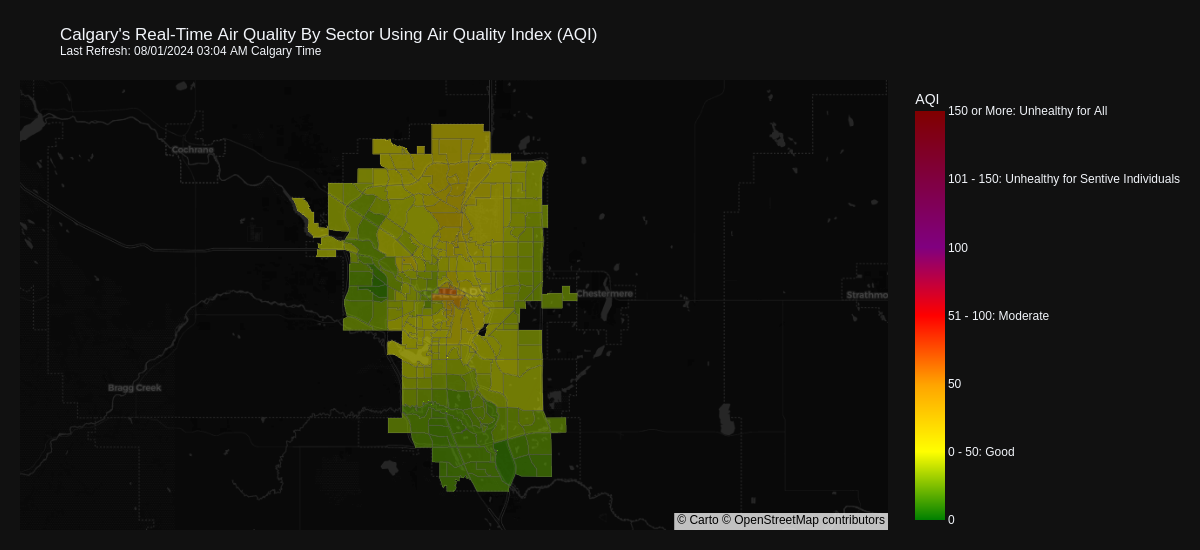 Calgary's Real-Time Air Quality By Sector Using Air Quality Index (AQI)
Last Refresh: 08/01/2024 03:04 AM Calgary Time
AQI
150 or More: Unhealthy for All
Cochrane
101 - 150: Unhealthy for Sentive Individuals
100
Chestermere
Strathmo
51 - 100: Moderate
50
Bragg Creek
0 - 50: Good
© Carto © OpenStreetMap contributors
0